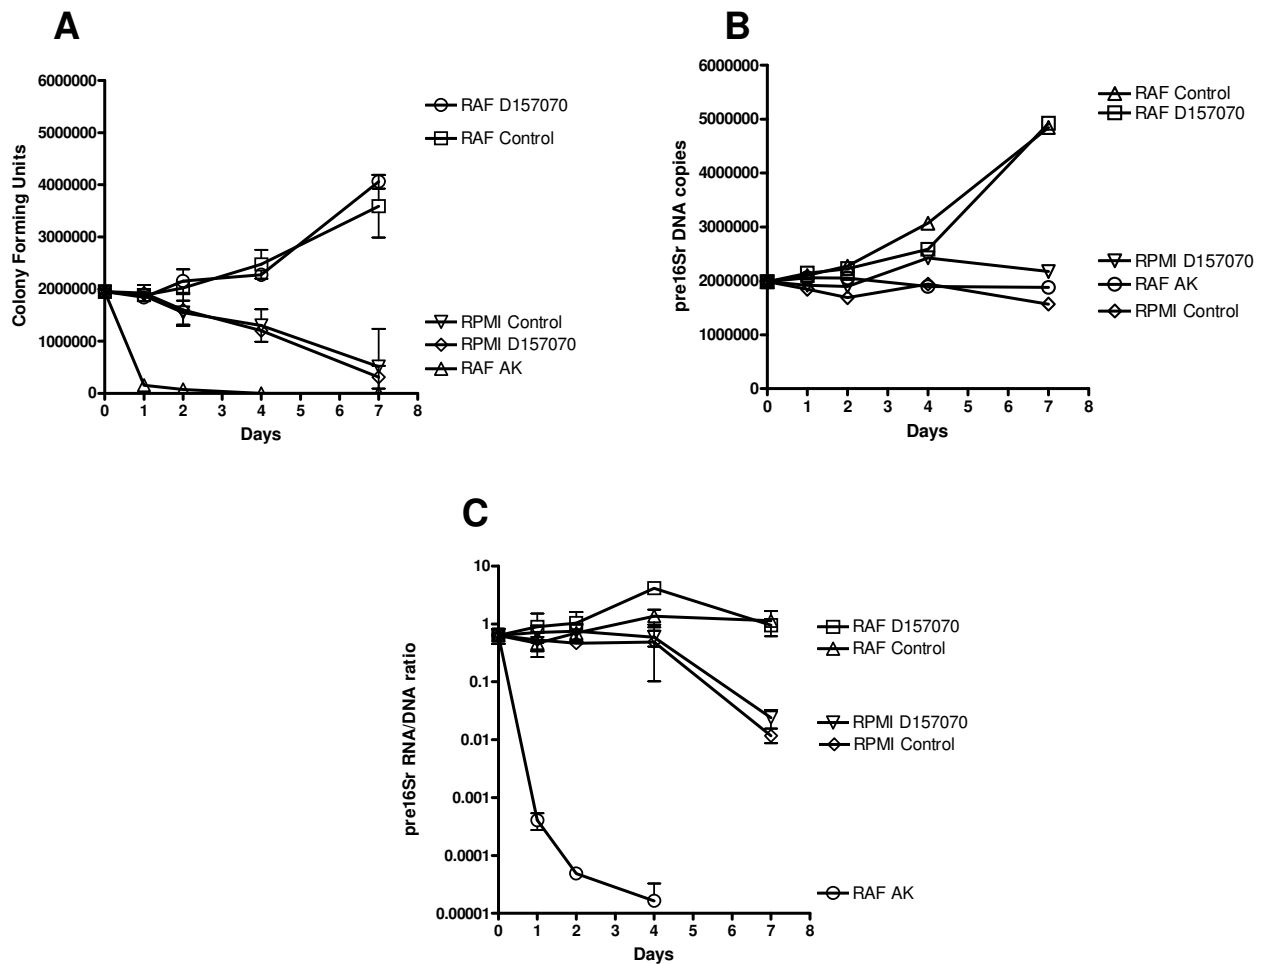 A
6000000
5000000
4000000
3000000
2000000
1000000
0
Colony Forming Units
0 1 2 3 4 5 6 7 8
Days
RAF D157070
RAF Control
RPMI Control
RPMI D157070
RAF AK
B
6000000
5000000
4000000
3000000
2000000
1000000
0
pre16Sr DNA copies
0 1 2 3 4 5 6 7 8
Days
RAF Control
RAF D157070
RPMI D157070
RAF AK
RPMI Control
C
10
1
0.1
0.01
0.001
0.0001
0.00001
pre16Sr RNA/DNA ratio
0 1 2 3 4 5 6 7 8
Days
RAF D157070
RAF Control
RPMI D157070
RPMI Control
RAF AK